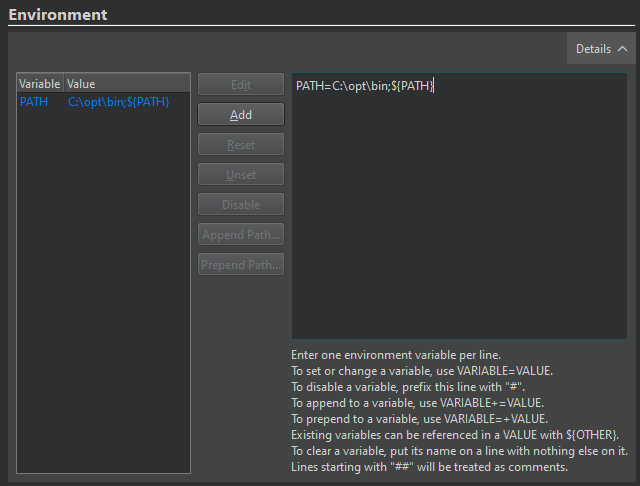 Environment
Details
Variable Value
PATH C:\opt\bin;${PATH}
Edit
Add
Reset
Unset
Disable
Append Path...
Prepend Path...
PATH=C:\opt\bin;${PATH}
Enter one environment variable per line.
To set or change a variable, use VARIABLE=VALUE.
To disable a variable, prefix this line with "#".
To append to a variable, use VARIABLE+=VALUE.
To prepend to a variable, use VARIABLE=+VALUE.
Existing variables can be referenced in a VALUE with ${OTHER}.
To clear a variable, put its name on a line with nothing else on it.
Lines starting with "##" will be treated as comments.